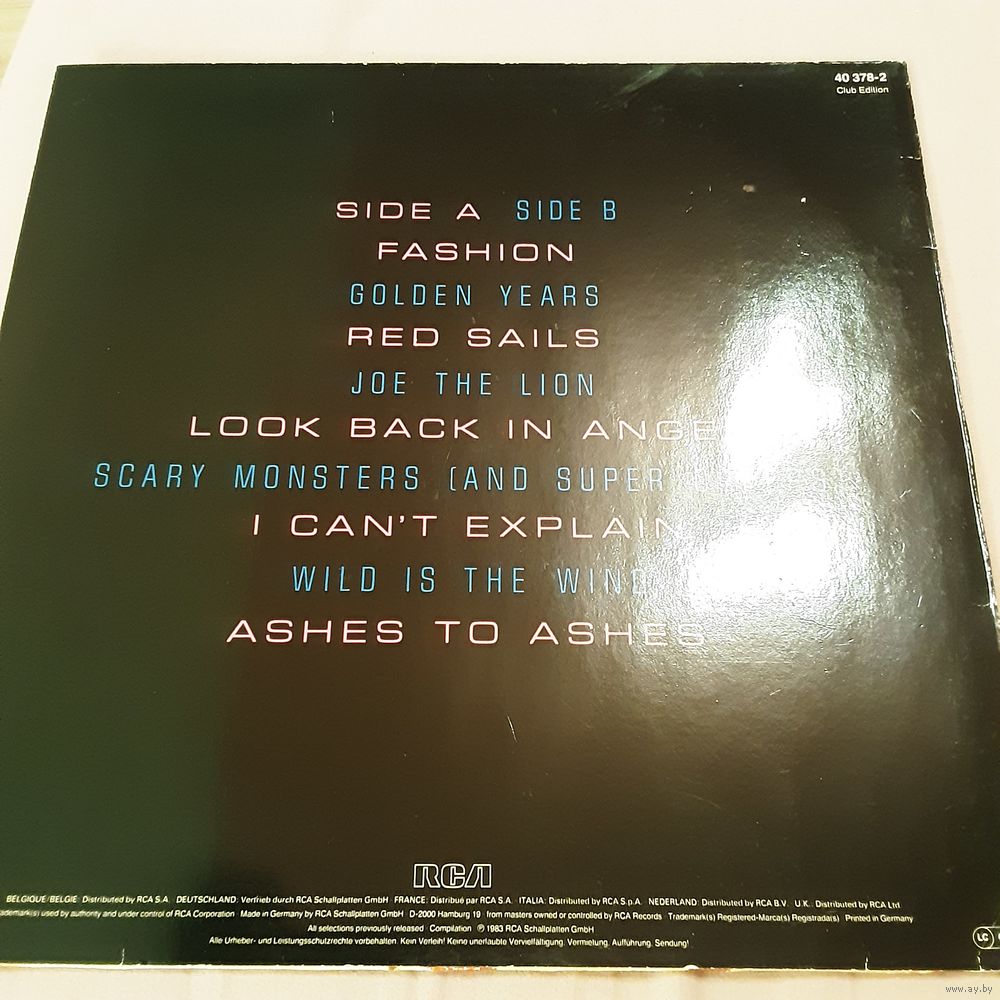 40 378-2
Club Edition
SIDE A SIDE B
FASHION
GOLDEN YEARS
RED SAILS
JOE THE LION
LOOK BACK IN
SCARY MONSTERS (AND SUPER
I CAN'T EXPLAIN
WILD IS THE WIND
ASHES TO ASHES
RCA
BELGIQUE/BELGIE: Distributed by RCA S.A. DEUTSCHLAND: Vertrieb durch RCA Schallplatten GmbH FRANCE: Distribué par RCA S.A. ITALIA: Distributed by RCA S.p.A. NEDERLAND: Distributed by RCA B.V. U.K.: Distributed by RCA Ltd.
used by authority and under control of RCA Corporation Made in Germany by RCA Schallplatten GmbH D-2000 Hamburg 19 from masters owned or controlled by RCA Records Trademark(s) Registered-Marca(s) Registrada(s) Printed in Germany
All selections previously released Compilation ℗ 1983 RCA Schallplatten GmbH
Alle Urheber- und Leistungsschutzrechte vorbehalten. Kein Verleih! Keine unerlaubte Vervielfältigung, Vermietung, Aufführung, Sendung!
LC
www.ay.by